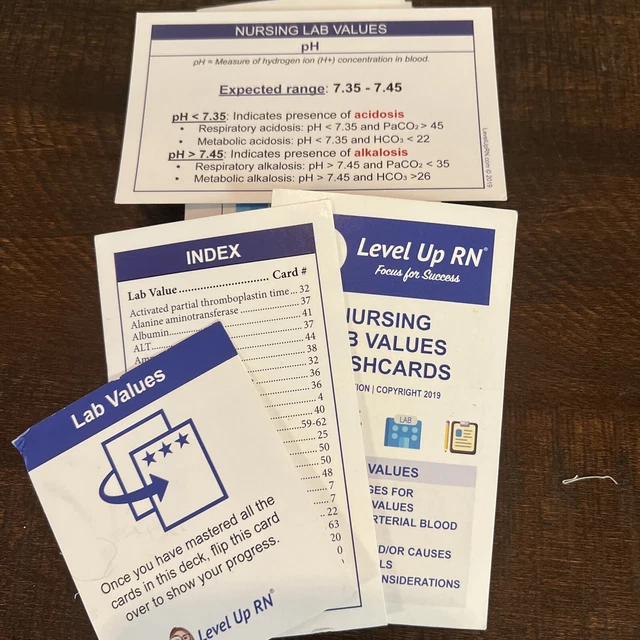 NURSING LAB VALUES
pH
pH = Measure of hydrogen ion (H+) concentration in blood.
Expected range: 7.35 - 7.45
pH < 7.35: Indicates presence of acidosis
• Respiratory acidosis: pH < 7.35 and PaCO₂ > 45
• Metabolic acidosis: pH < 7.35 and HCO₃ < 22
pH > 7.45: Indicates presence of alkalosis
• Respiratory alkalosis: pH > 7.45 and PaCO₂ < 35
• Metabolic alkalosis: pH > 7.45 and HCO₃ >26
LevelUpRN.com © 2019
INDEX
Lab Value Card #
Activated partial thromboplastin time... 32
Alanine aminotransferase 37
Albumin 41
ALT 37
44
38
32
36
36
4
40
59-62
25
50
50
48
7
7
22
63
20
Level Up RN®
Focus for Success
NURSING
VALUES
SHCARDS
TION | COPYRIGHT 2019
LAB
VALUES
GES FOR
VALUES
RTERIAL BLOOD
D/OR CAUSES
LS
NSIDERATIONS
Lab Values
Once you have mastered all the
cards in this deck, flip this card
over to show your progress.
Level Up RN®